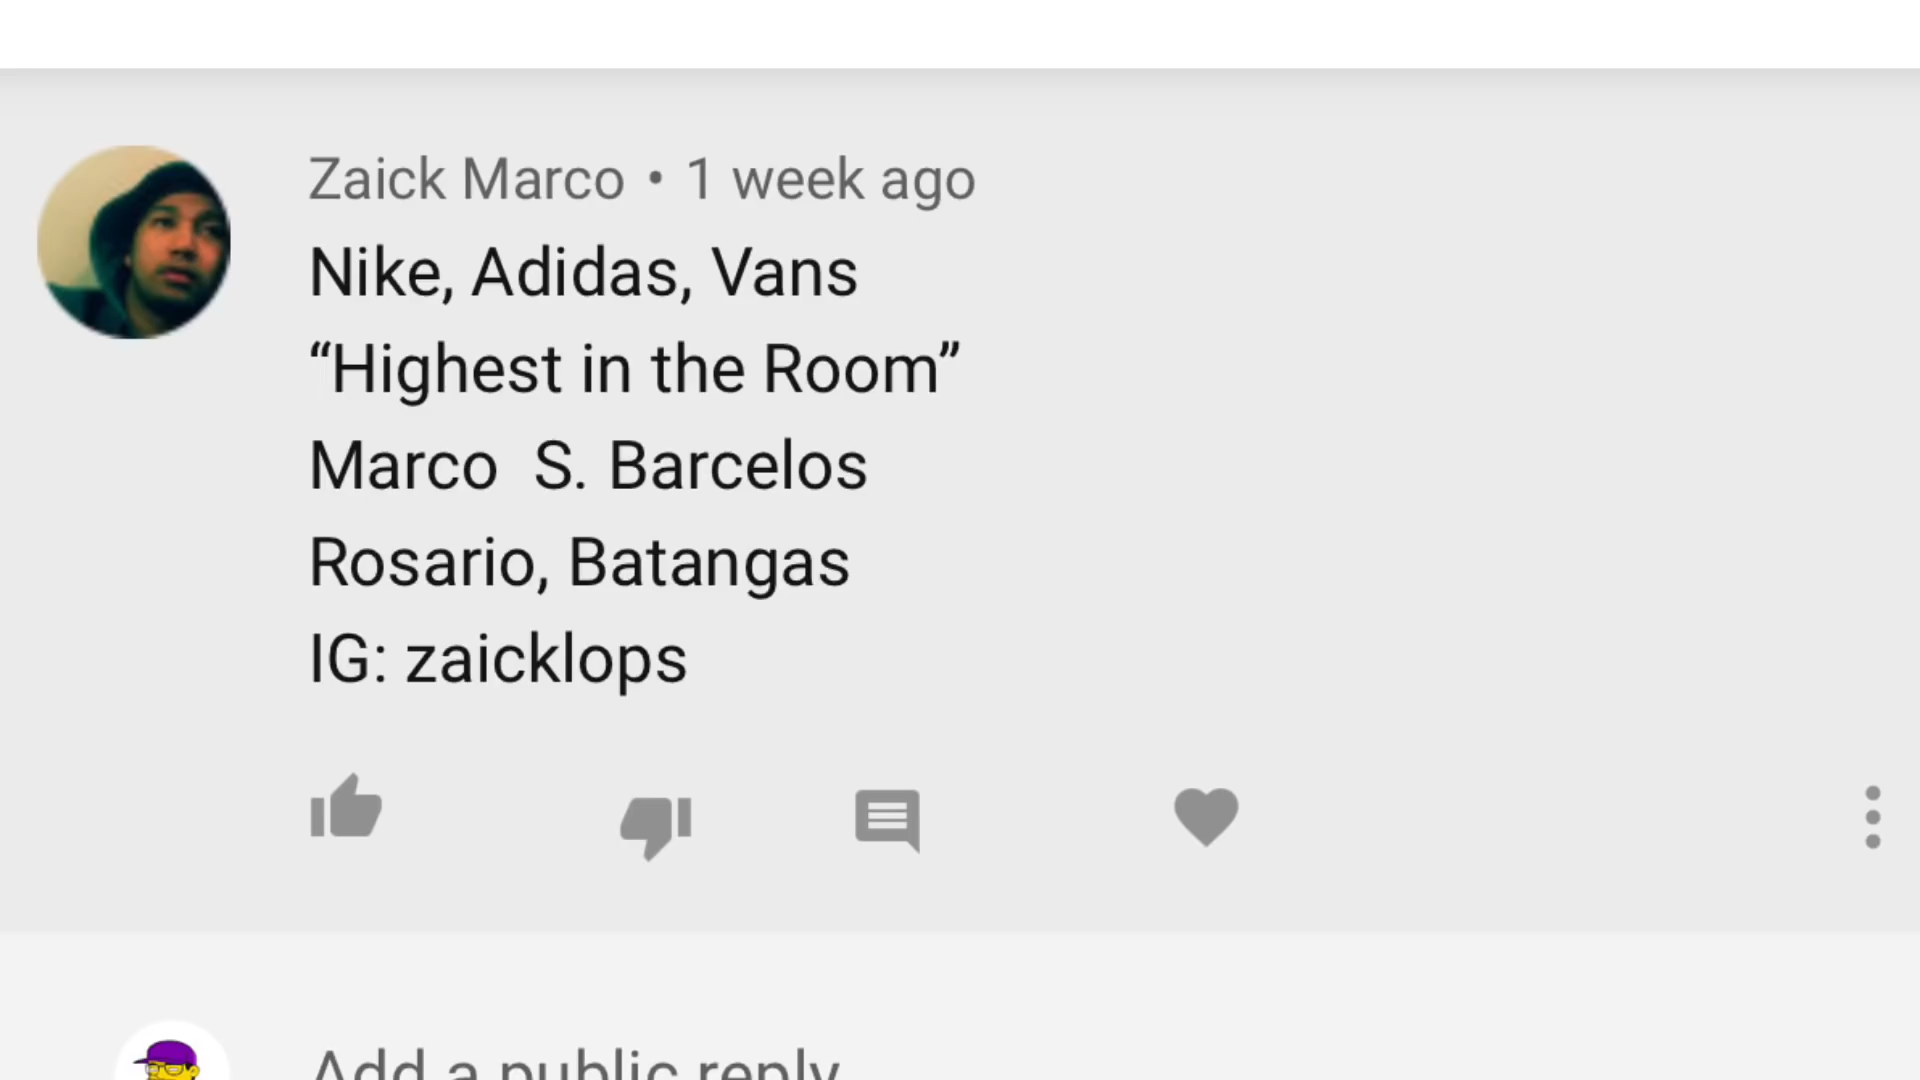 Zaick Marco • 1 week ago
Nike, Adidas, Vans
“Highest in the Room”
Marco  S. Barcelos
Rosario, Batangas
IG: zaicklops
Add a public reply